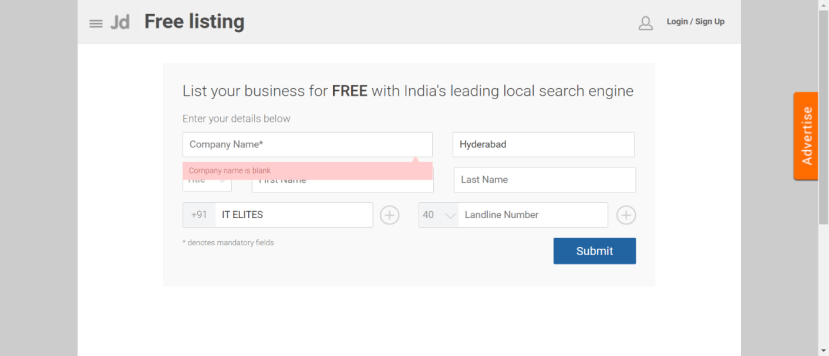 Jd Free listing
Login / Sign Up
List your business for FREE with India's leading local search engine
Enter your details below
Company Name*
Hyderabad
Company name is blank
Title
First Name
Last Name
+91 IT ELITES
40 Landline Number
* denotes mandatory fields
Submit
Advertise